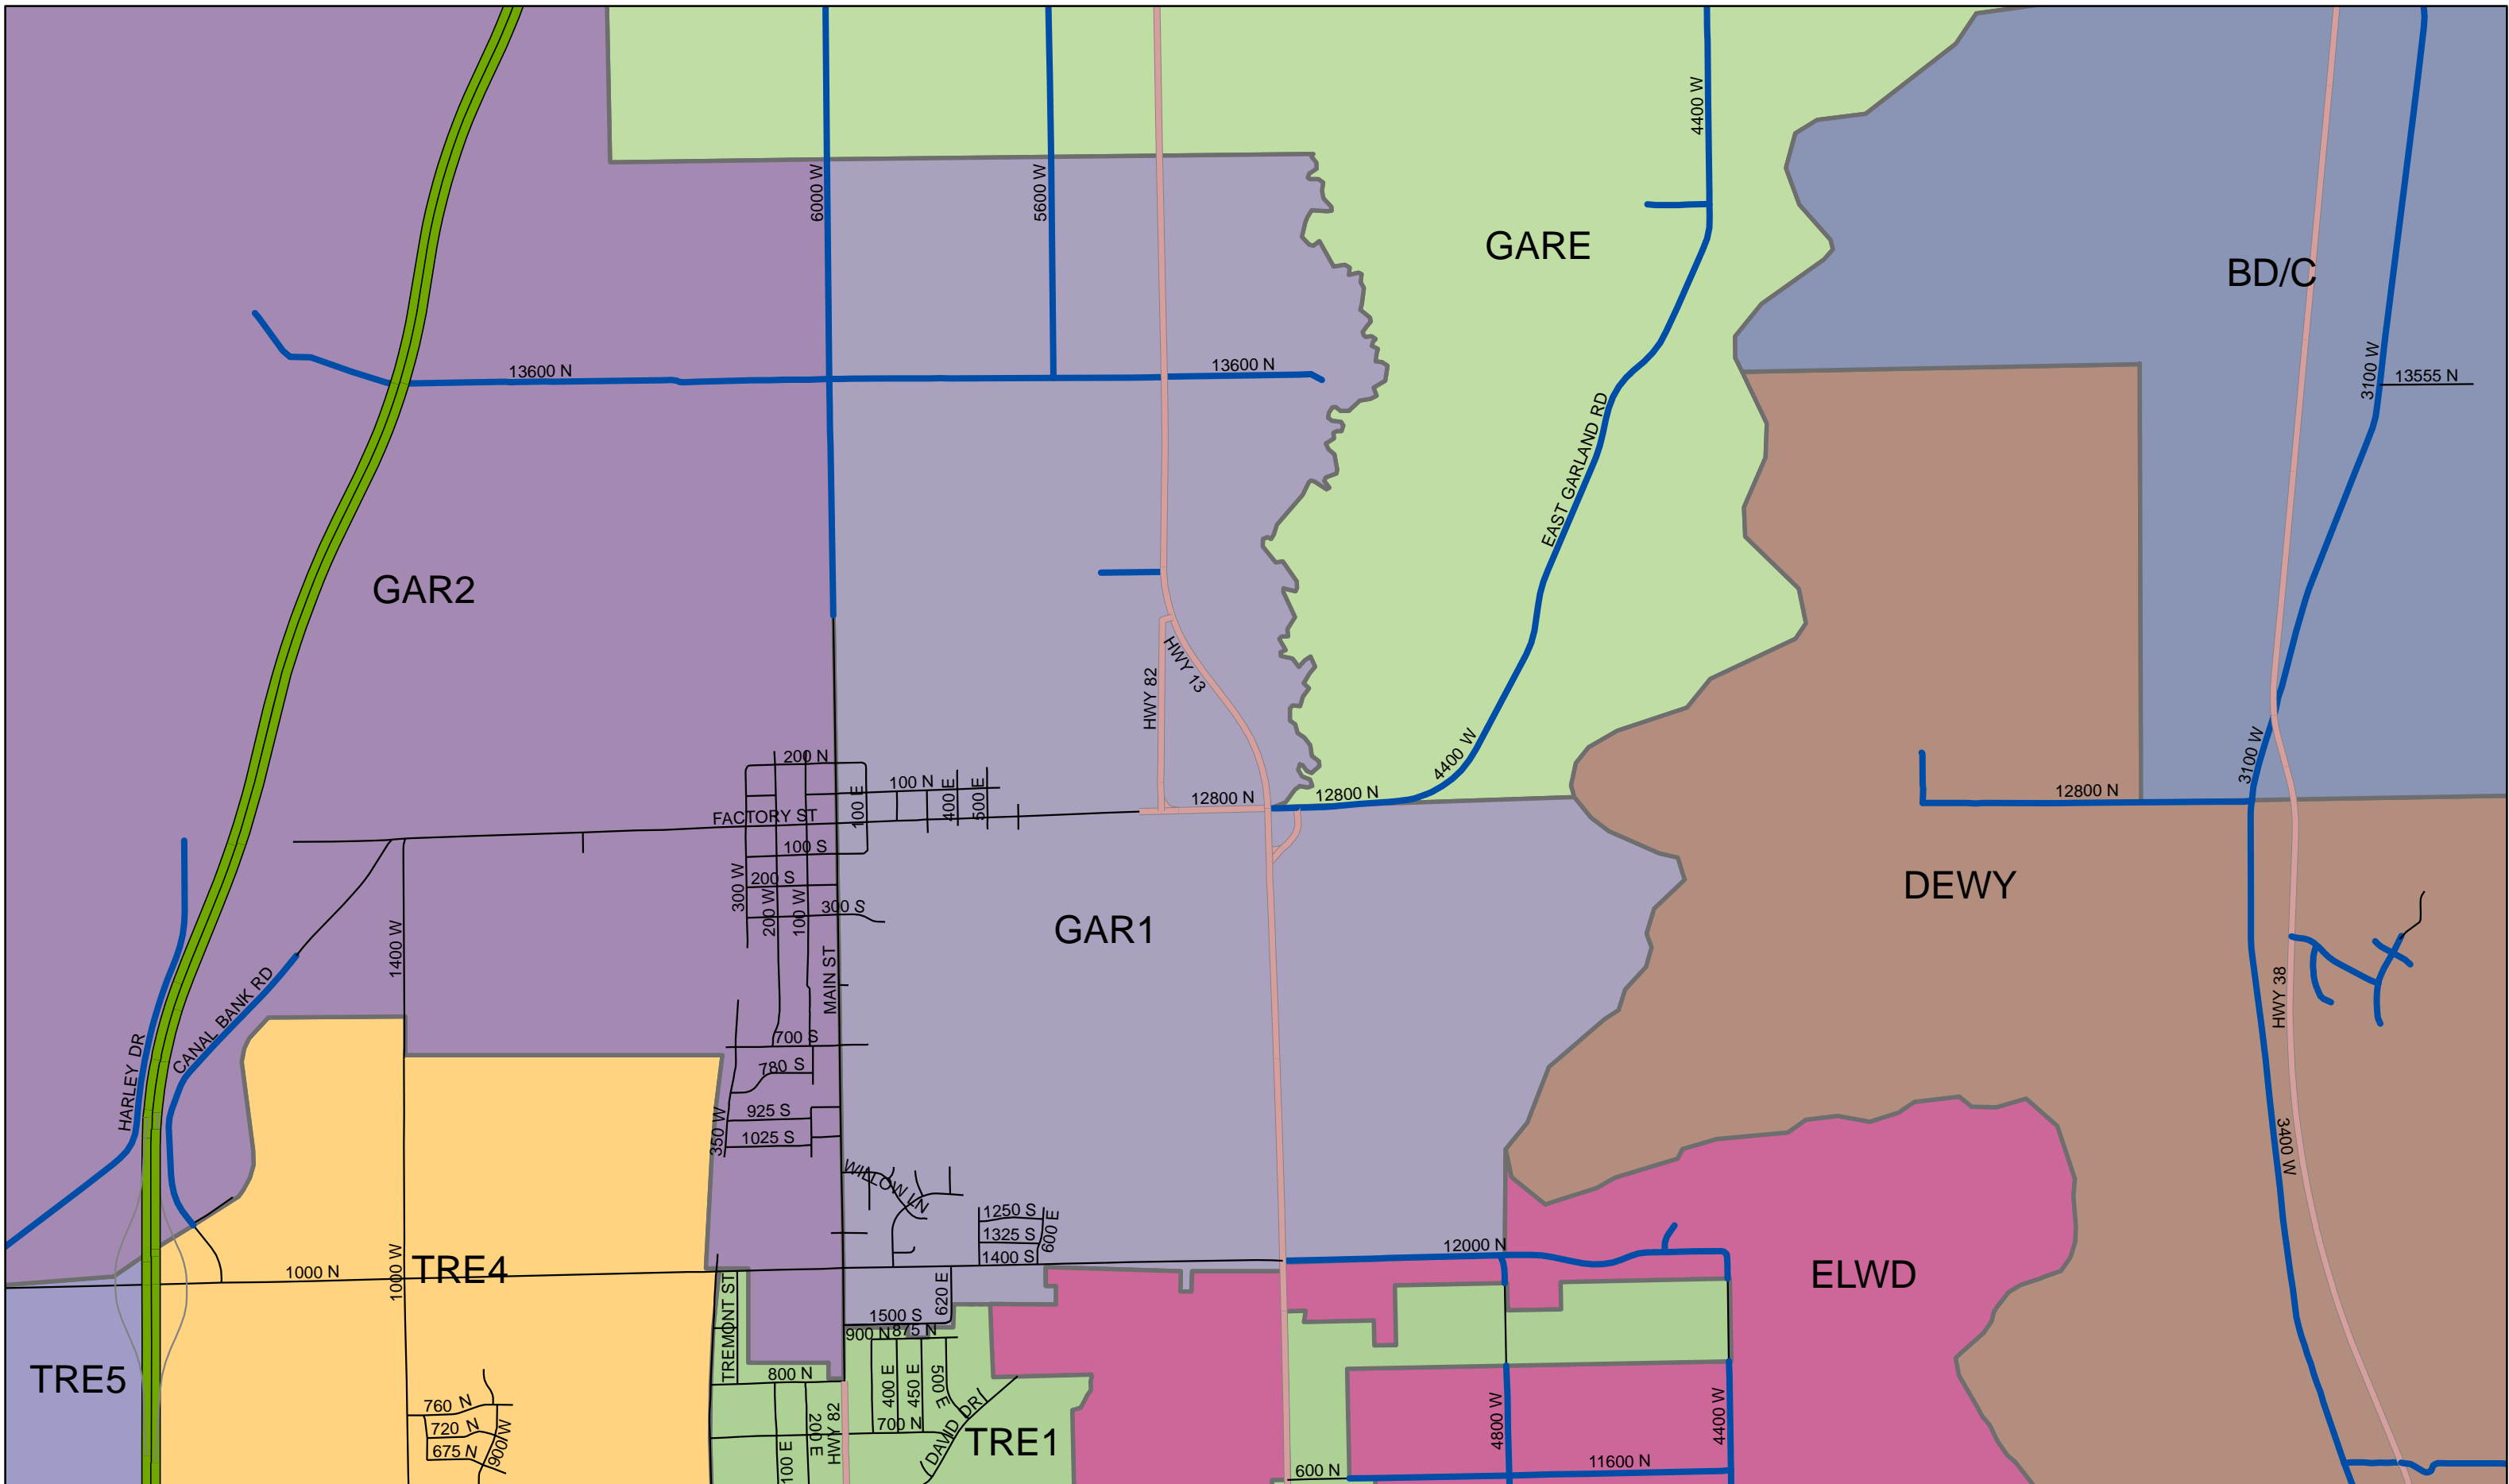 4400 W
6000 W
5600 W
GARE
BD/C
13600 N
13600 N
3100 W
13555 N
EAST GARLAND RD
GAR2
HWY 13
HWY 82
200 N
100 N
400 E
500 E
100 E
FACTORY ST
12800 N
12800 N
4400 W
3100 W
12800 N
100 S
200 S
300 W
200 W
100 W
300 S
GAR1
DEWY
1400 W
MAIN ST
HWY 38
CANAL BANK RD
HARLEY DR
700 S
780 S
925 S
350 W
1025 S
3400 W
WILLOW LN
1250 S
1325 S
600 E
1400 S
12000 N
1000 N
1000 W
TRE4
ELWD
TREMONT ST
620 E
1500 S
900 N
875 N
TRE5
800 N
400 E
450 E
500 E
760 N
720 N
675 N
900 W
200 E
HWY 82
100 E
700 N
(DAVID DR)
TRE1
4800 W
4400 W
600 N
11600 N